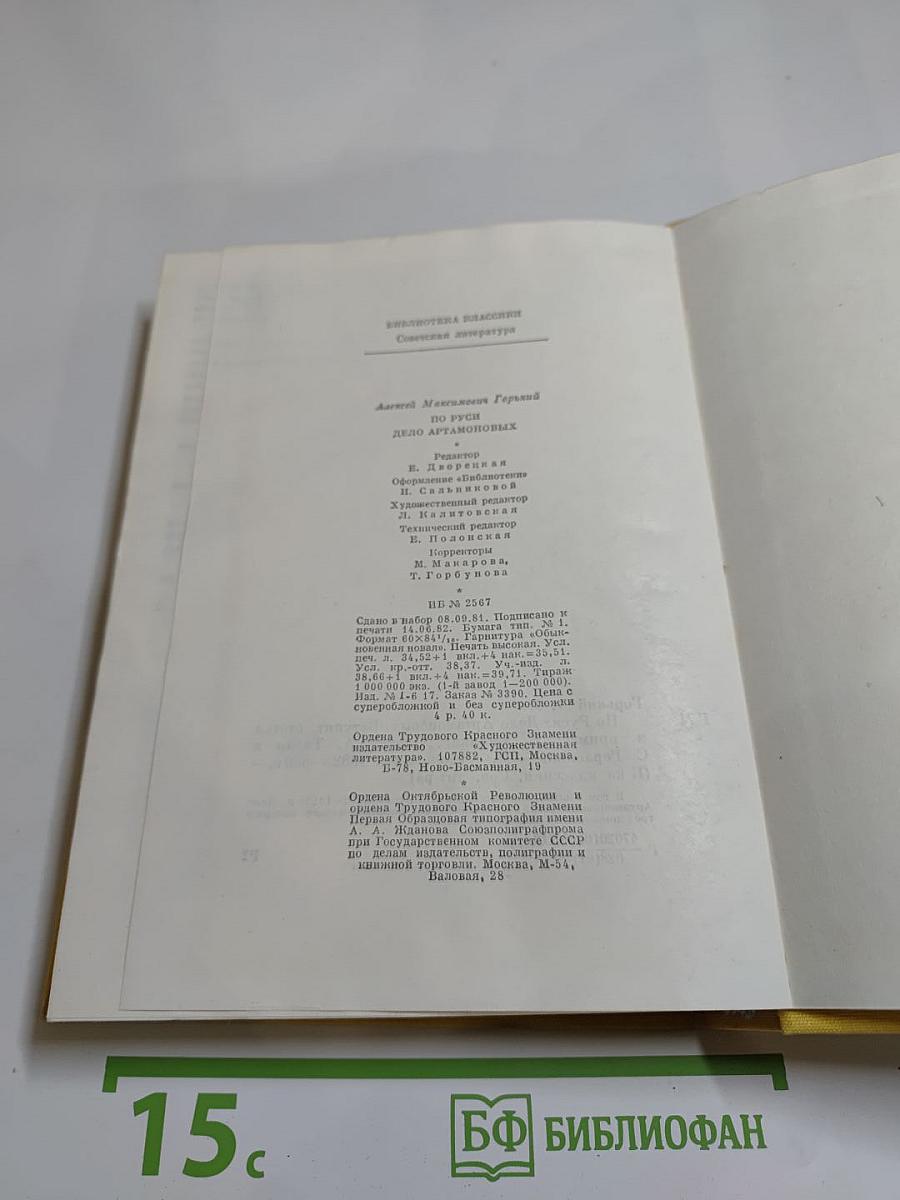 БИБЛИОТЕКА КЛАССИКИ
Советская литература
Алексей Максимович Горький
ПО РУСИ
ДЕЛО АРТАМОНОВЫХ
*
Редактор
Е. Дворецкая
Оформление «Библиотеки»
Н. Сальниковой
Художественный редактор
Л. Калитовская
Технический редактор
Е. Полонская
Корректоры
М. Макарова,
Т. Горбунова
*
ИБ № 2567
Сдано в набор 08.09.81. Подписано к
печати 14.06.82. Бумага тип. № 1.
Формат 60×84¹/₁₆. Гарнитура «Обык-
новенная новая». Печать высокая. Усл.
печ. л. 34,52+1 вкл.+4 нак.=35,51.
Усл. кр.-отт. 38,37. Уч.-изд. л.
38,66+1 вкл.+4 нак.=39,71. Тираж
1 000 000 экз. (1-й завод 1—200 000).
Изд. № I-6 17. Заказ № 3390. Цена с
суперобложкой и без суперобложки
4 р. 40 к.
Ордена Трудового Красного Знамени
издательство «Художественная
литература». 107882, ГСП, Москва,
Б-78, Ново-Басманная, 19
*
Ордена Октябрьской Революции и
ордена Трудового Красного Знамени
Первая Образцовая типография имени
А. А. Жданова Союзполиграфпрома
при Государственном комитете СССР
по делам издательств, полиграфии и
книжной торговли. Москва, М-54,
Валовая, 28
15 с
БФ БИБЛИОФАН